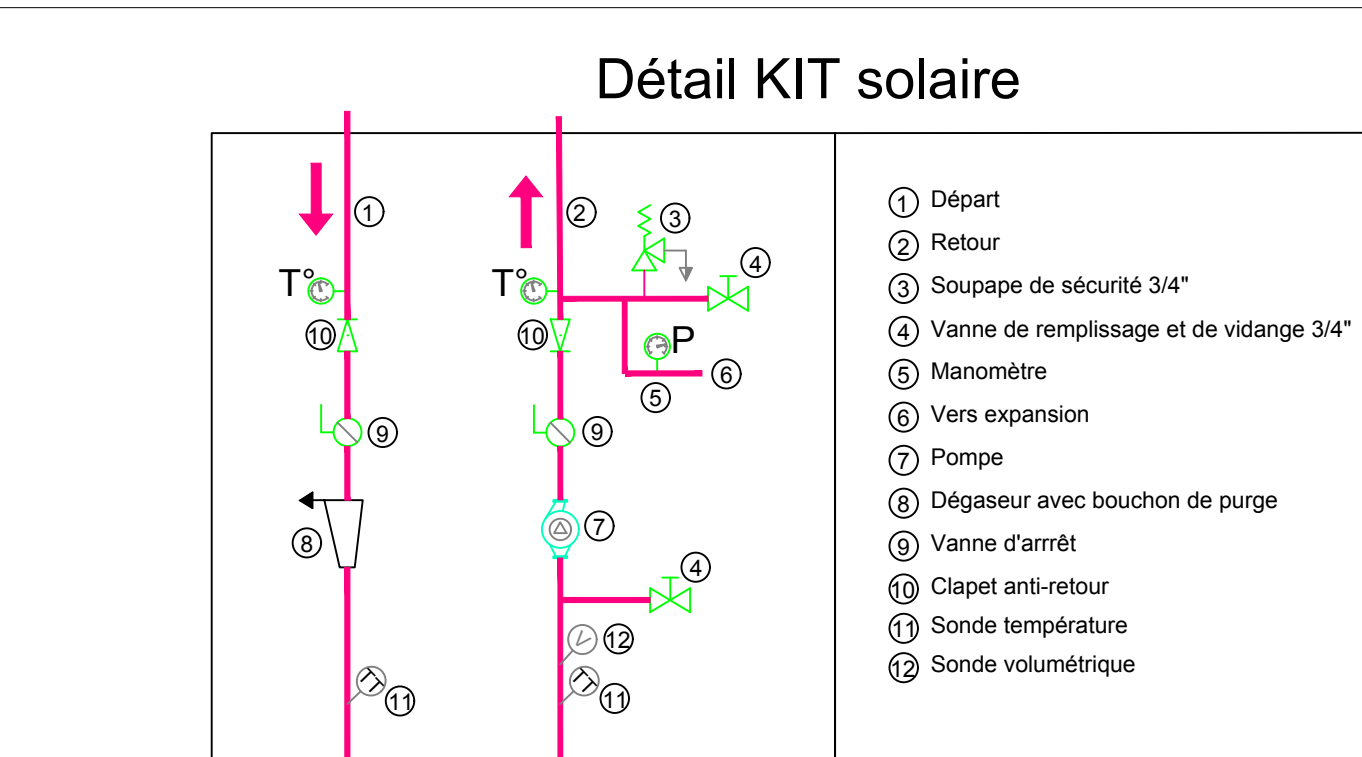 Détail KIT solaire
1 2 3
4
T° T°
10 10 P
6
5
9 9
8 7
4
12
11 11
1 Départ
2 Retour
3 Soupape de sécurité 3/4"
4 Vanne de remplissage et de vidange 3/4"
5 Manomètre
6 Vers expansion
7 Pompe
8 Dégaseur avec bouchon de purge
9 Vanne d'arrrêt
10 Clapet anti-retour
11 Sonde température
12 Sonde volumétrique
V
TT TT